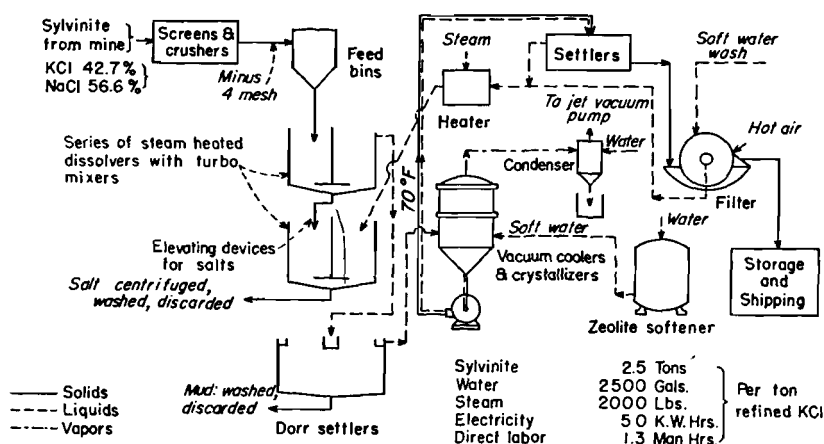 Sylvinite
from mine
KCl 42.7%
NaCl 56.6%
Screens &
crushers
Minus
4 mesh
Feed
bins
Steam
Heater
Settlers
Soft water
wash
To jet vacuum
pump
Hot air
Filter
Series of steam heated
dissolvers with turbo
mixers
70°F
Condenser
Water
Elevating devices
for salts
Soft water
Vacuum coolers
& crystallizers
Water
Zeolite softener
Storage
and
Shipping
Salt centrifuged,
washed, discarded
Mud: washed,
discarded
Dorr settlers
Solids
Liquids
Vapors
Sylvinite 2.5 Tons
Water 2500 Gals.
Steam 2000 Lbs.
Electricity 50 K.W. Hrs.
Direct labor 1.3 Man Hrs
Per ton
refined KCl